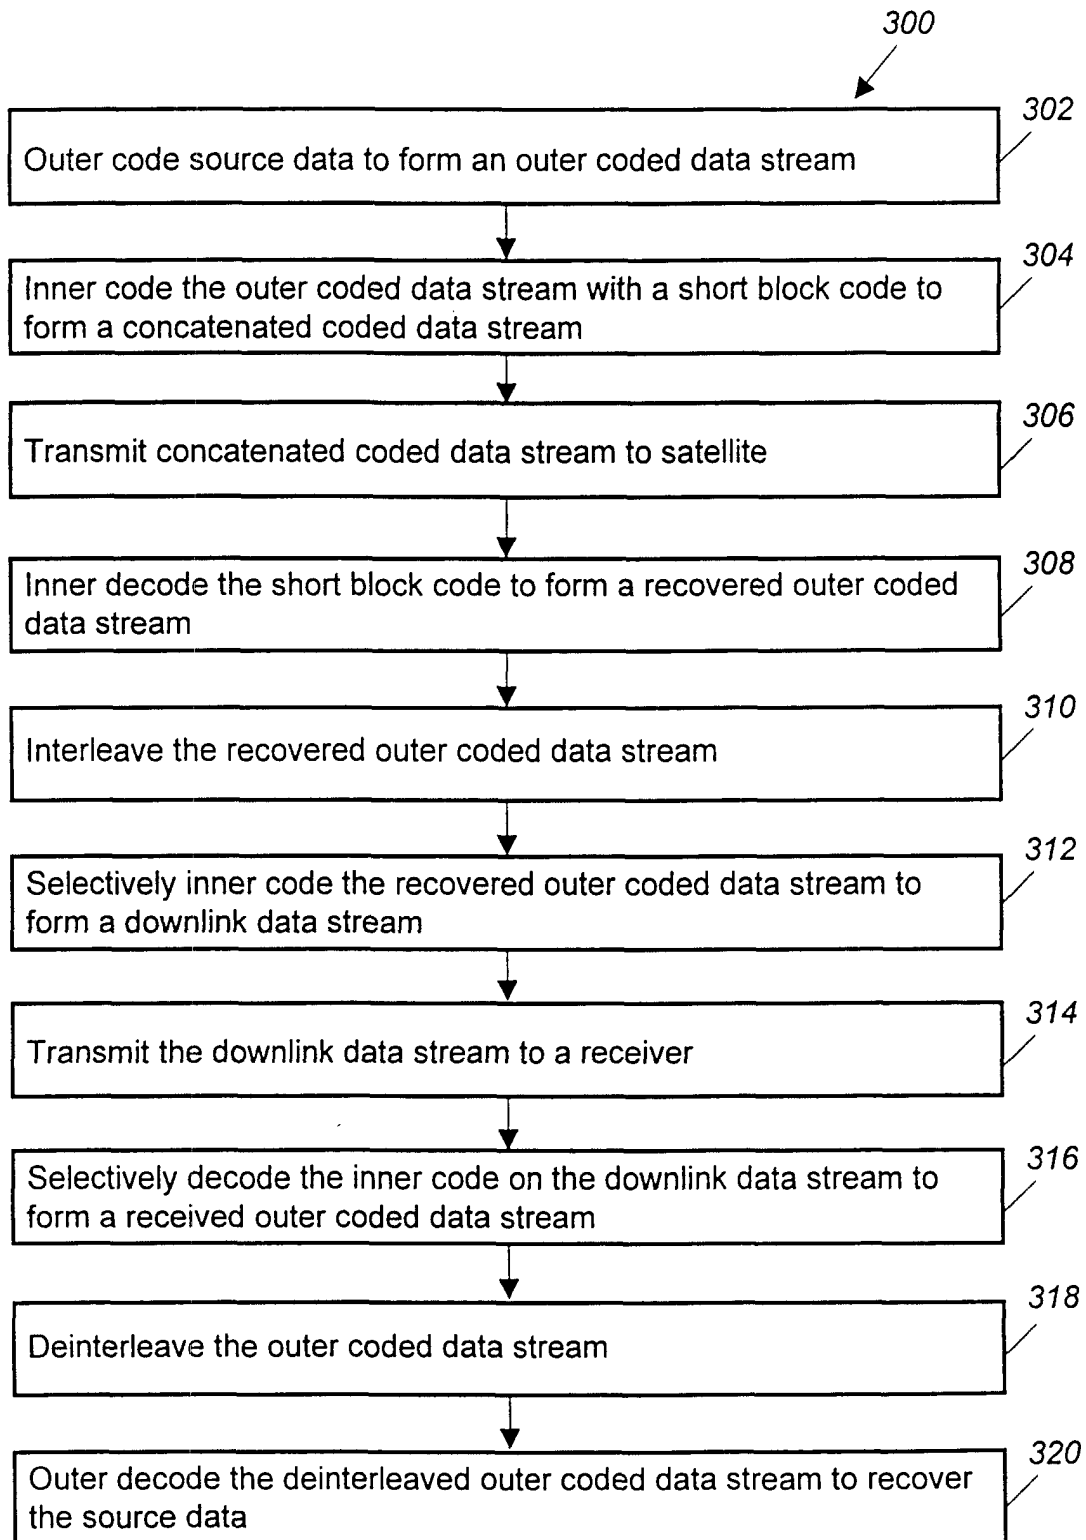 300
302
Outer code source data to form an outer coded data stream
304
Inner code the outer coded data stream with a short block code to
form a concatenated coded data stream
306
Transmit concatenated coded data stream to satellite
308
Inner decode the short block code to form a recovered outer coded
data stream
310
Interleave the recovered outer coded data stream
312
Selectively inner code the recovered outer coded data stream to
form a downlink data stream
314
Transmit the downlink data stream to a receiver
316
Selectively decode the inner code on the downlink data stream to
form a received outer coded data stream
318
Deinterleave the outer coded data stream
320
Outer decode the deinterleaved outer coded data stream to recover
the source data